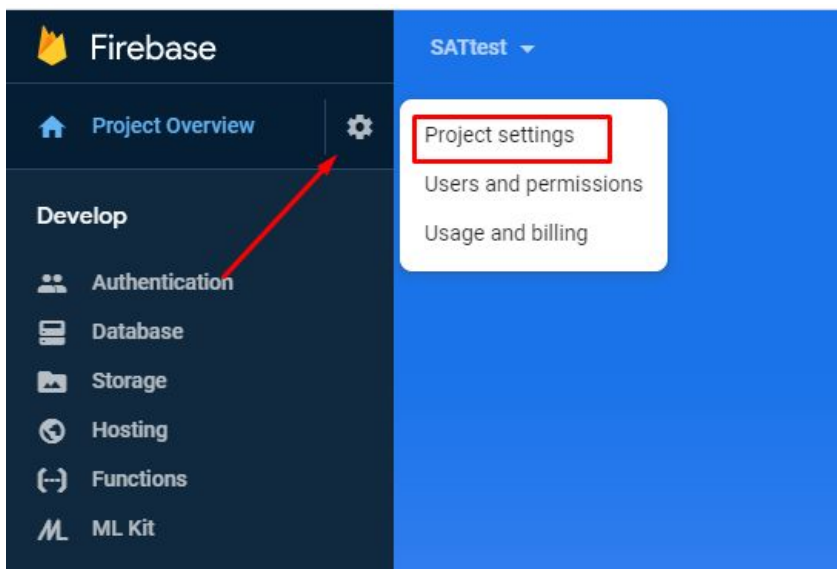 Firebase
SATtest
Project Overview
Project settings
Users and permissions
Usage and billing
Develop
Authentication
Database
Storage
Hosting
Functions
ML Kit